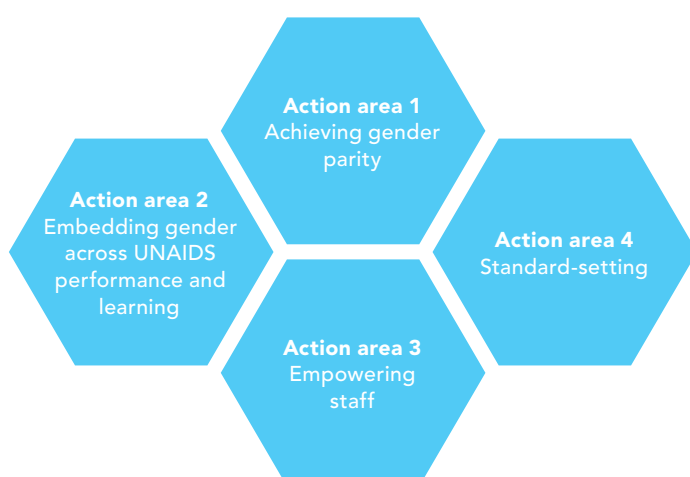 Action area 1
Achieving gender
parity
Action area 2
Embedding gender
across UNAIDS
performance and
learning
Action area 3
Empowering
staff
Action area 4
Standard-setting